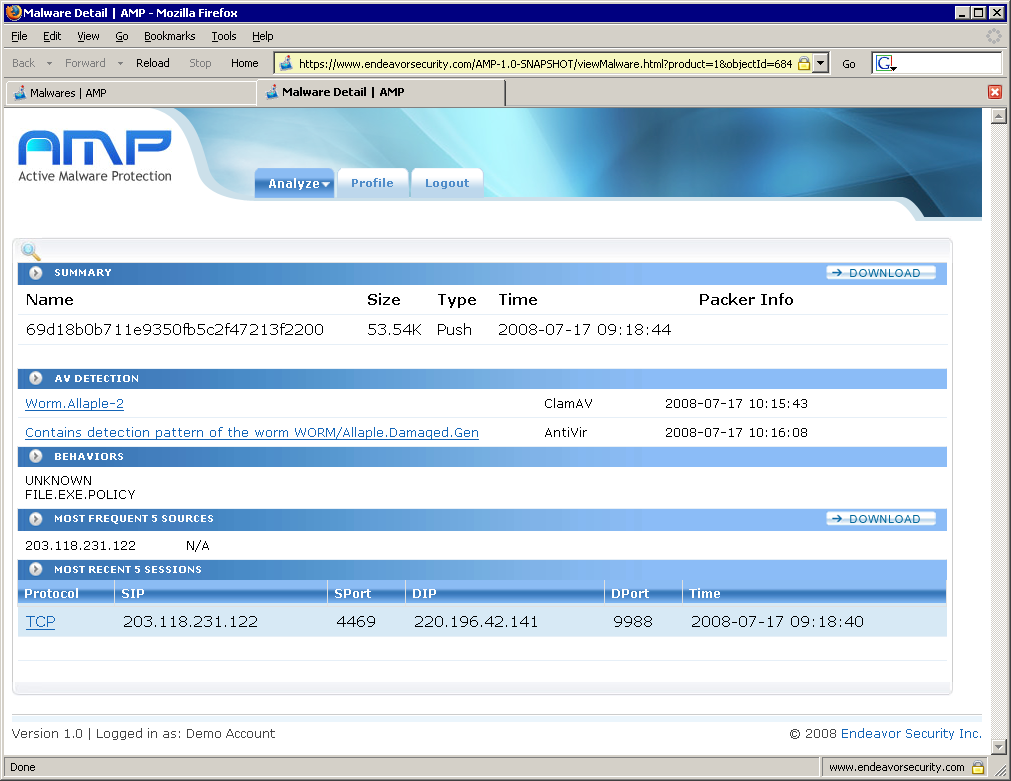 Malware Detail | AMP - Mozilla Firefox
File Edit View Go Bookmarks Tools Help
Back Forward Reload Stop Home https://www.endeavorsecurity.com/AMP-1.0-SNAPSHOT/viewMalware.html?product=1&objectId=684 Go G
Malwares | AMP Malware Detail | AMP
AMP
Active Malware Protection
Analyze Profile Logout
SUMMARY DOWNLOAD
Name Size Type Time Packer Info
69d18b0b711e9350fb5c2f47213f2200 53.54K Push 2008-07-17 09:18:44
AV DETECTION
Worm.Allaple-2 ClamAV 2008-07-17 10:15:43
Contains detection pattern of the worm WORM/Allaple.Damaged.Gen AntiVir 2008-07-17 10:16:08
BEHAVIORS
UNKNOWN
FILE.EXE.POLICY
MOST FREQUENT 5 SOURCES DOWNLOAD
203.118.231.122 N/A
MOST RECENT 5 SESSIONS
Protocol SIP SPort DIP DPort Time
TCP 203.118.231.122 4469 220.196.42.141 9988 2008-07-17 09:18:40
Version 1.0 | Logged in as: Demo Account © 2008 Endeavor Security Inc.
Done www.endeavorsecurity.com